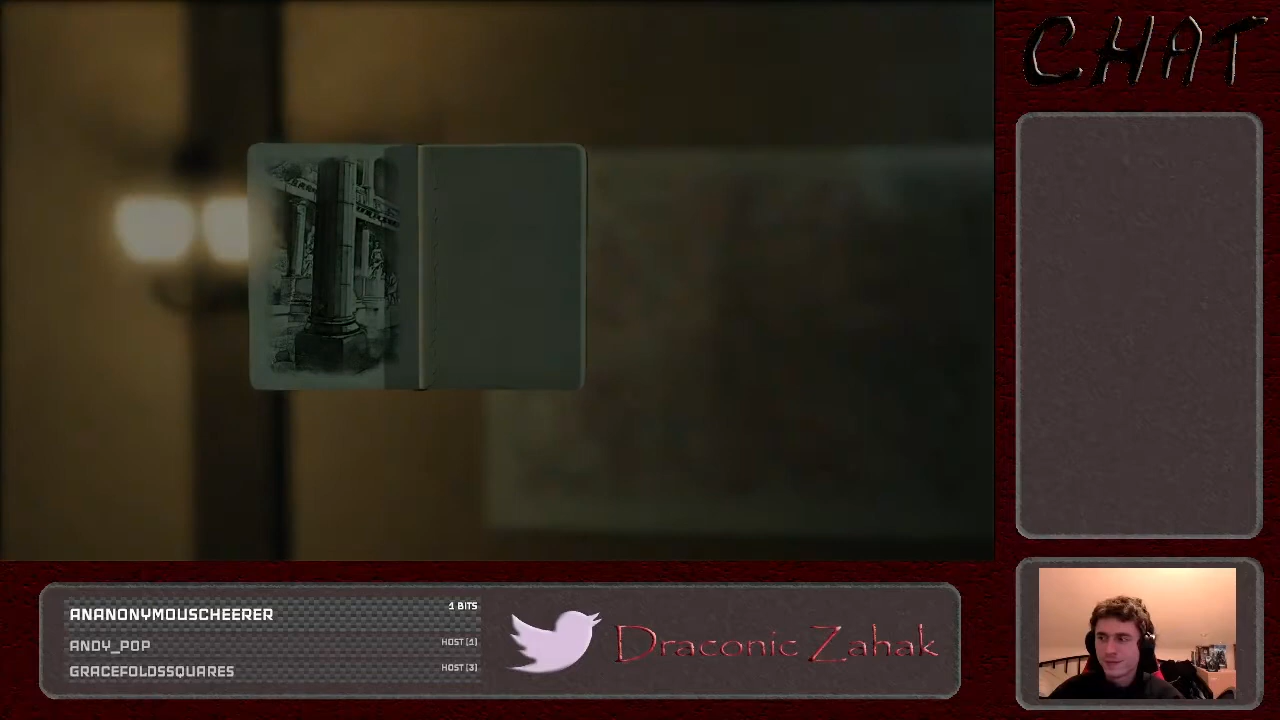 CHAT
ANANONYMOUSCHEERER 1 BITS
ANDY_POP HOST [1]
GRACEFOLDSSQUARES HOST [3]
Draconic Zahak